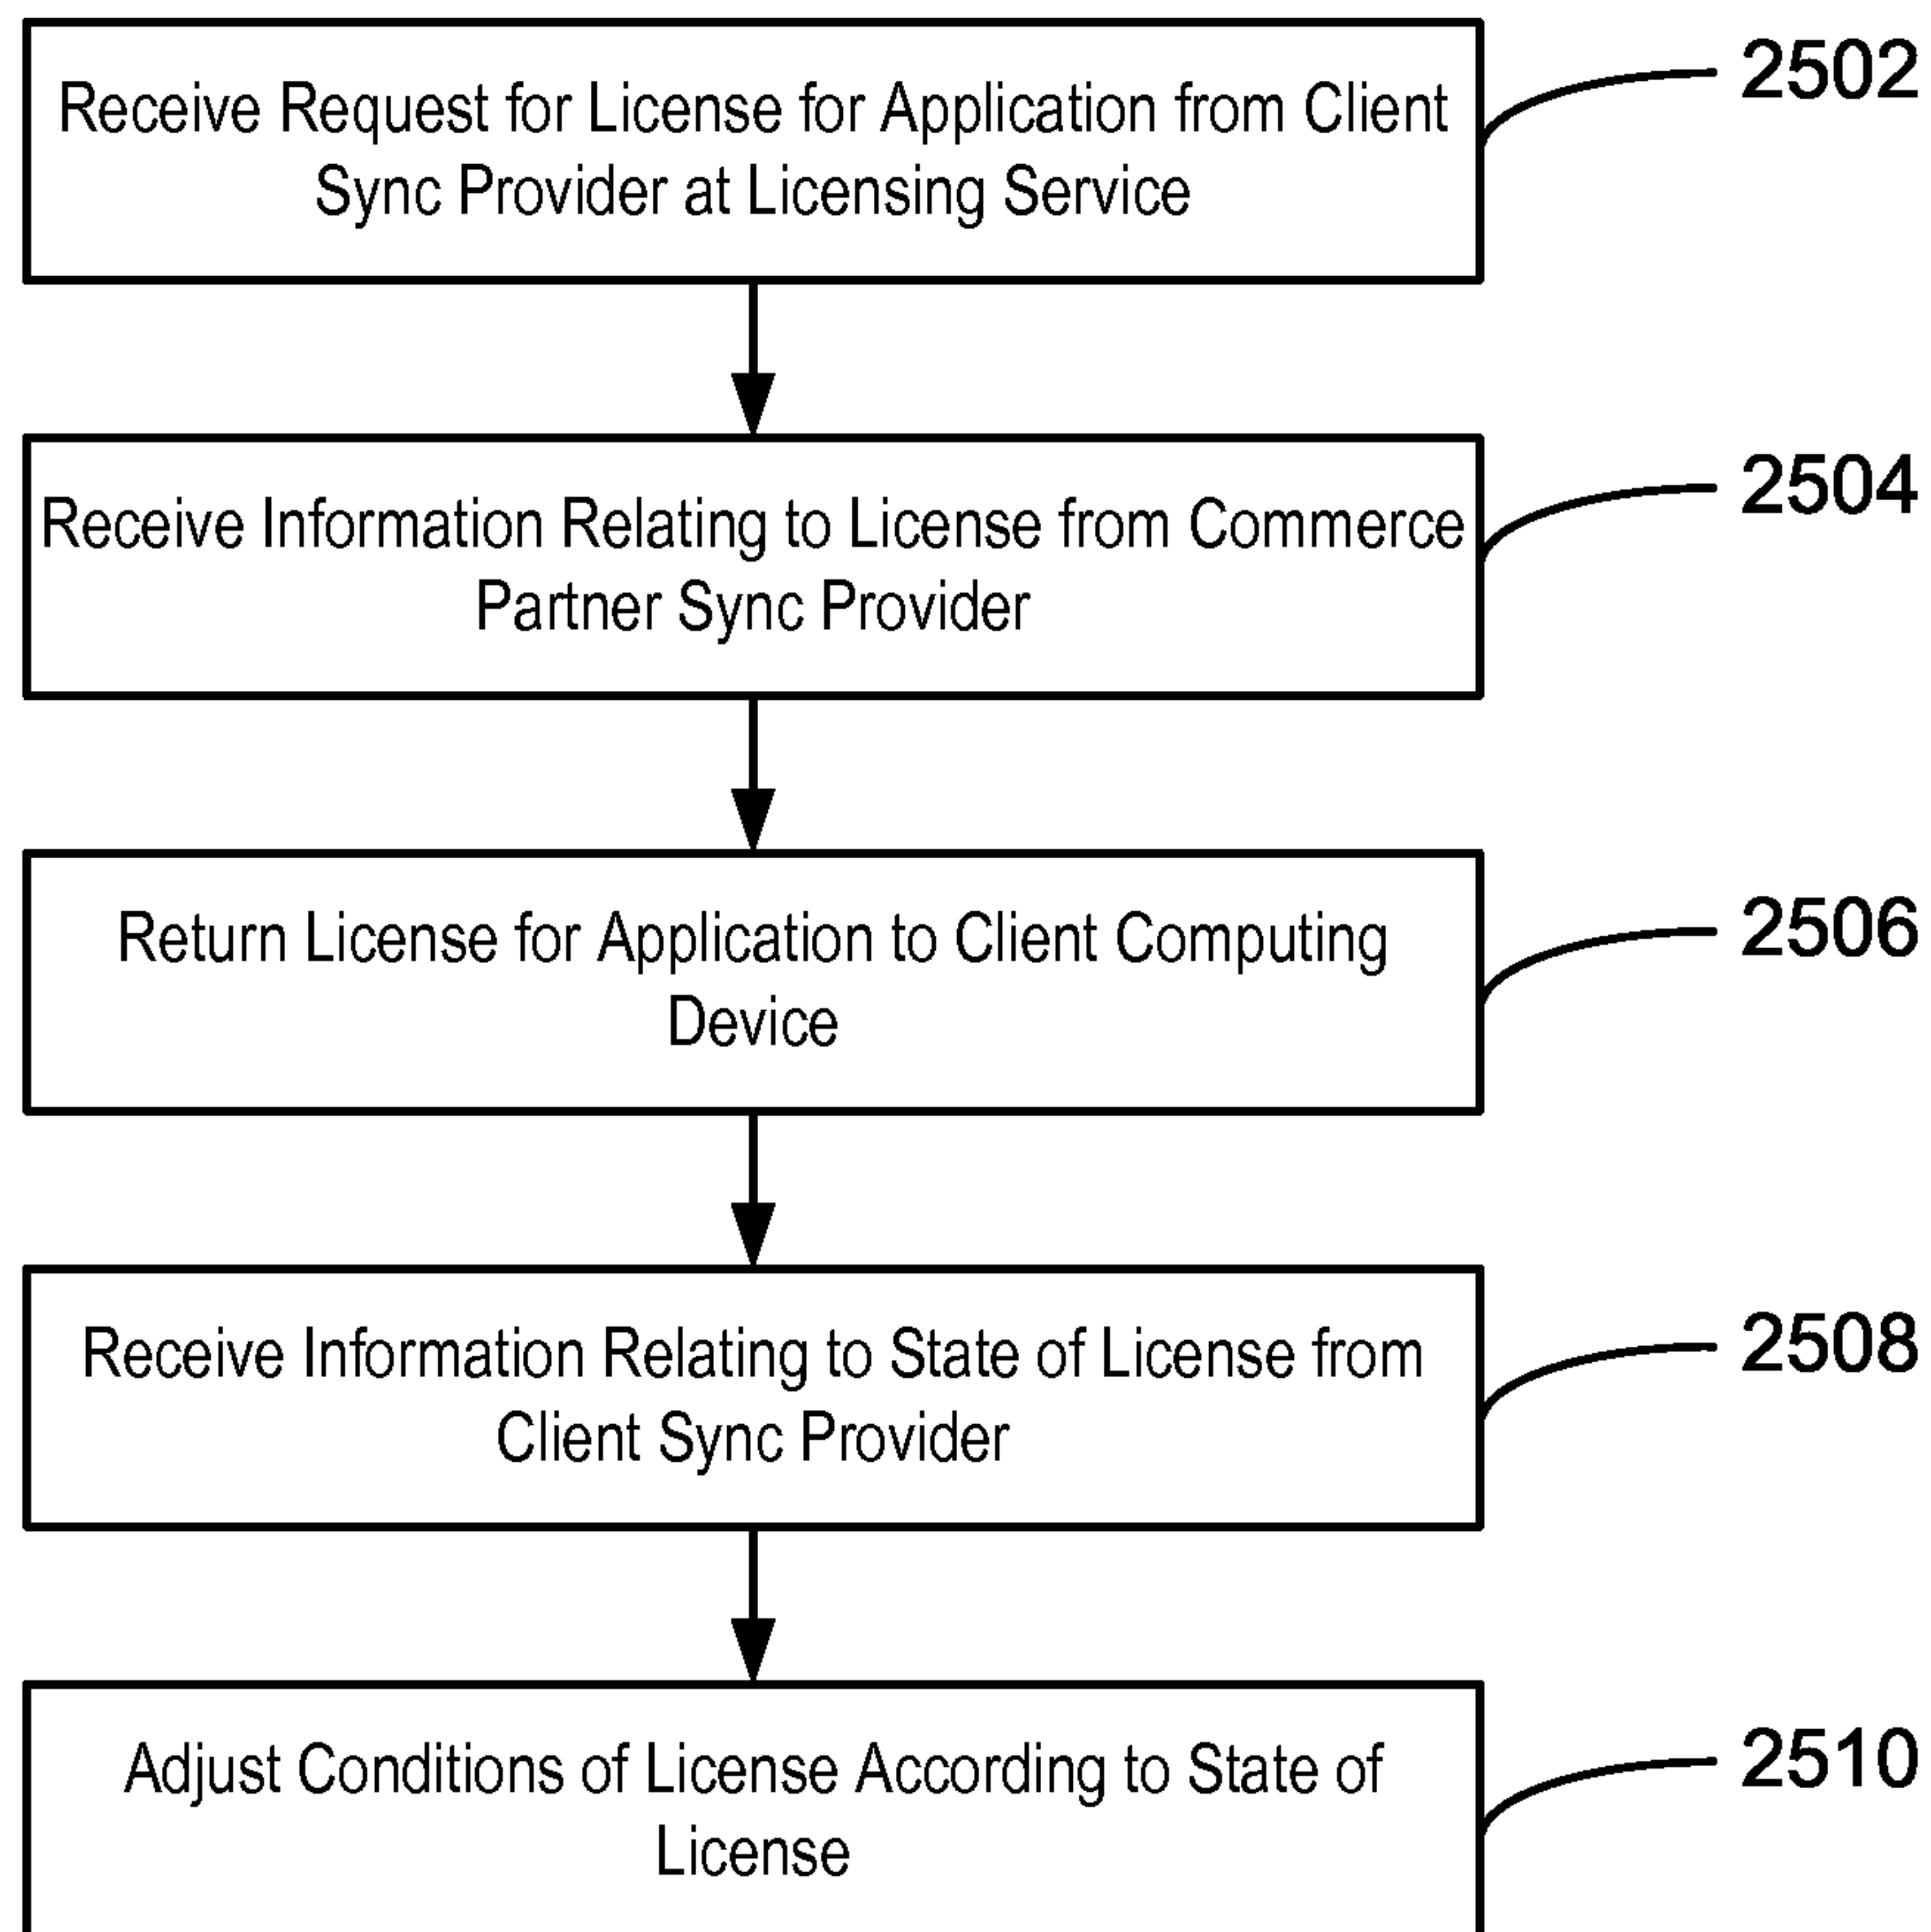 Receive Request for License for Application from Client
Sync Provider at Licensing Service
2502
Receive Information Relating to License from Commerce
Partner Sync Provider
2504
Return License for Application to Client Computing
Device
2506
Receive Information Relating to State of License from
Client Sync Provider
2508
Adjust Conditions of License According to State of
License
2510